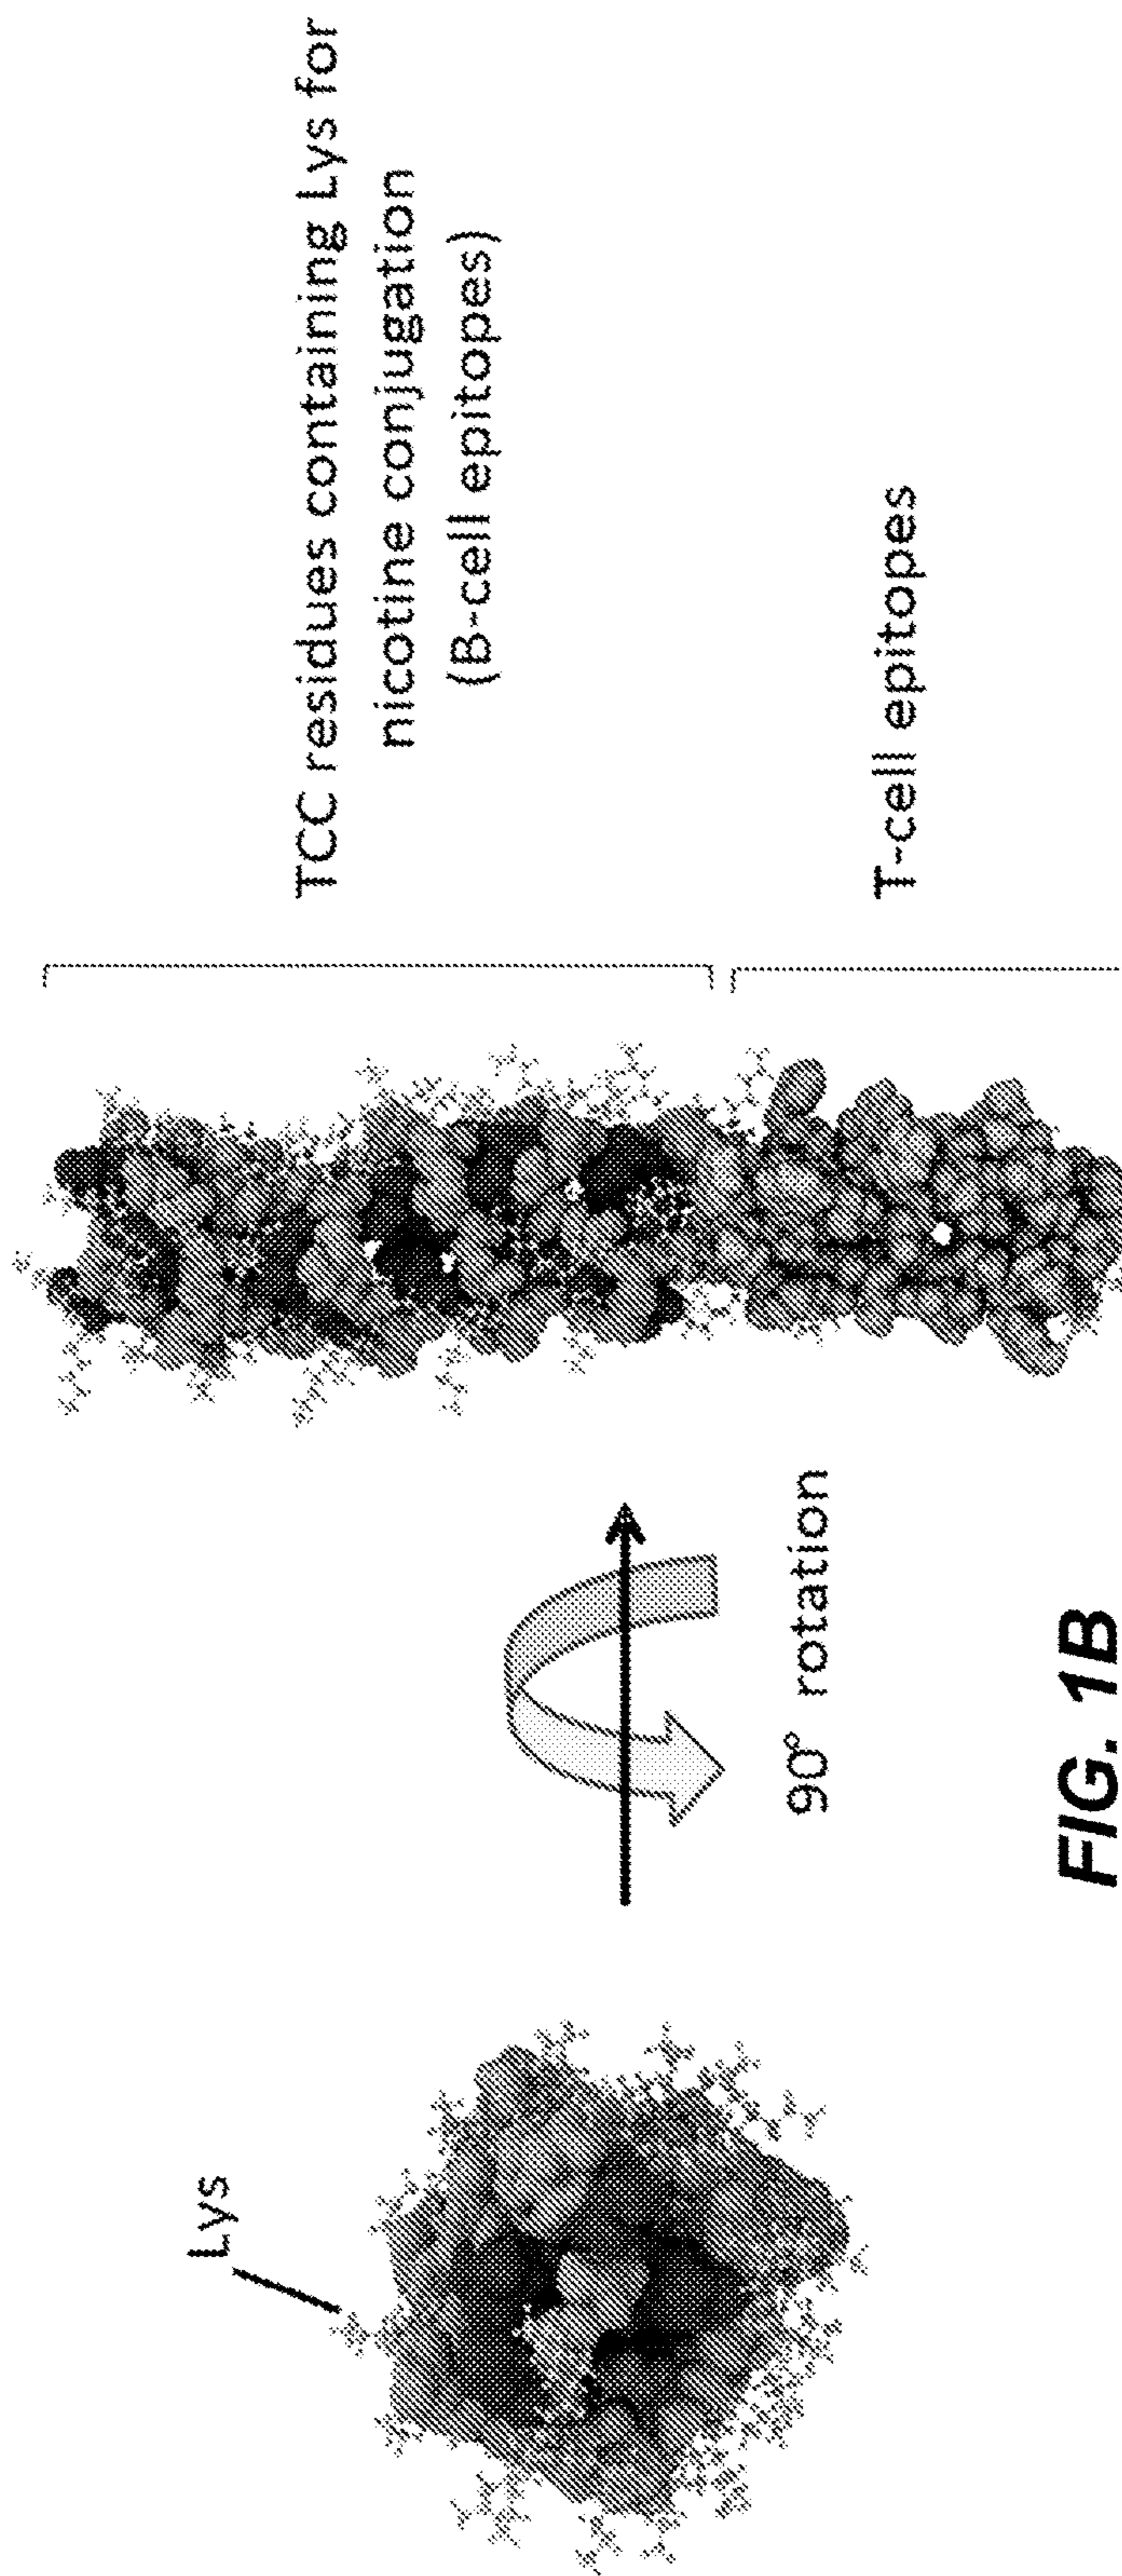 Lys
90° rotation
TCC residues containing Lys for
nicotine conjugation
(B-cell epitopes)
T-cell epitopes
FIG. 1B